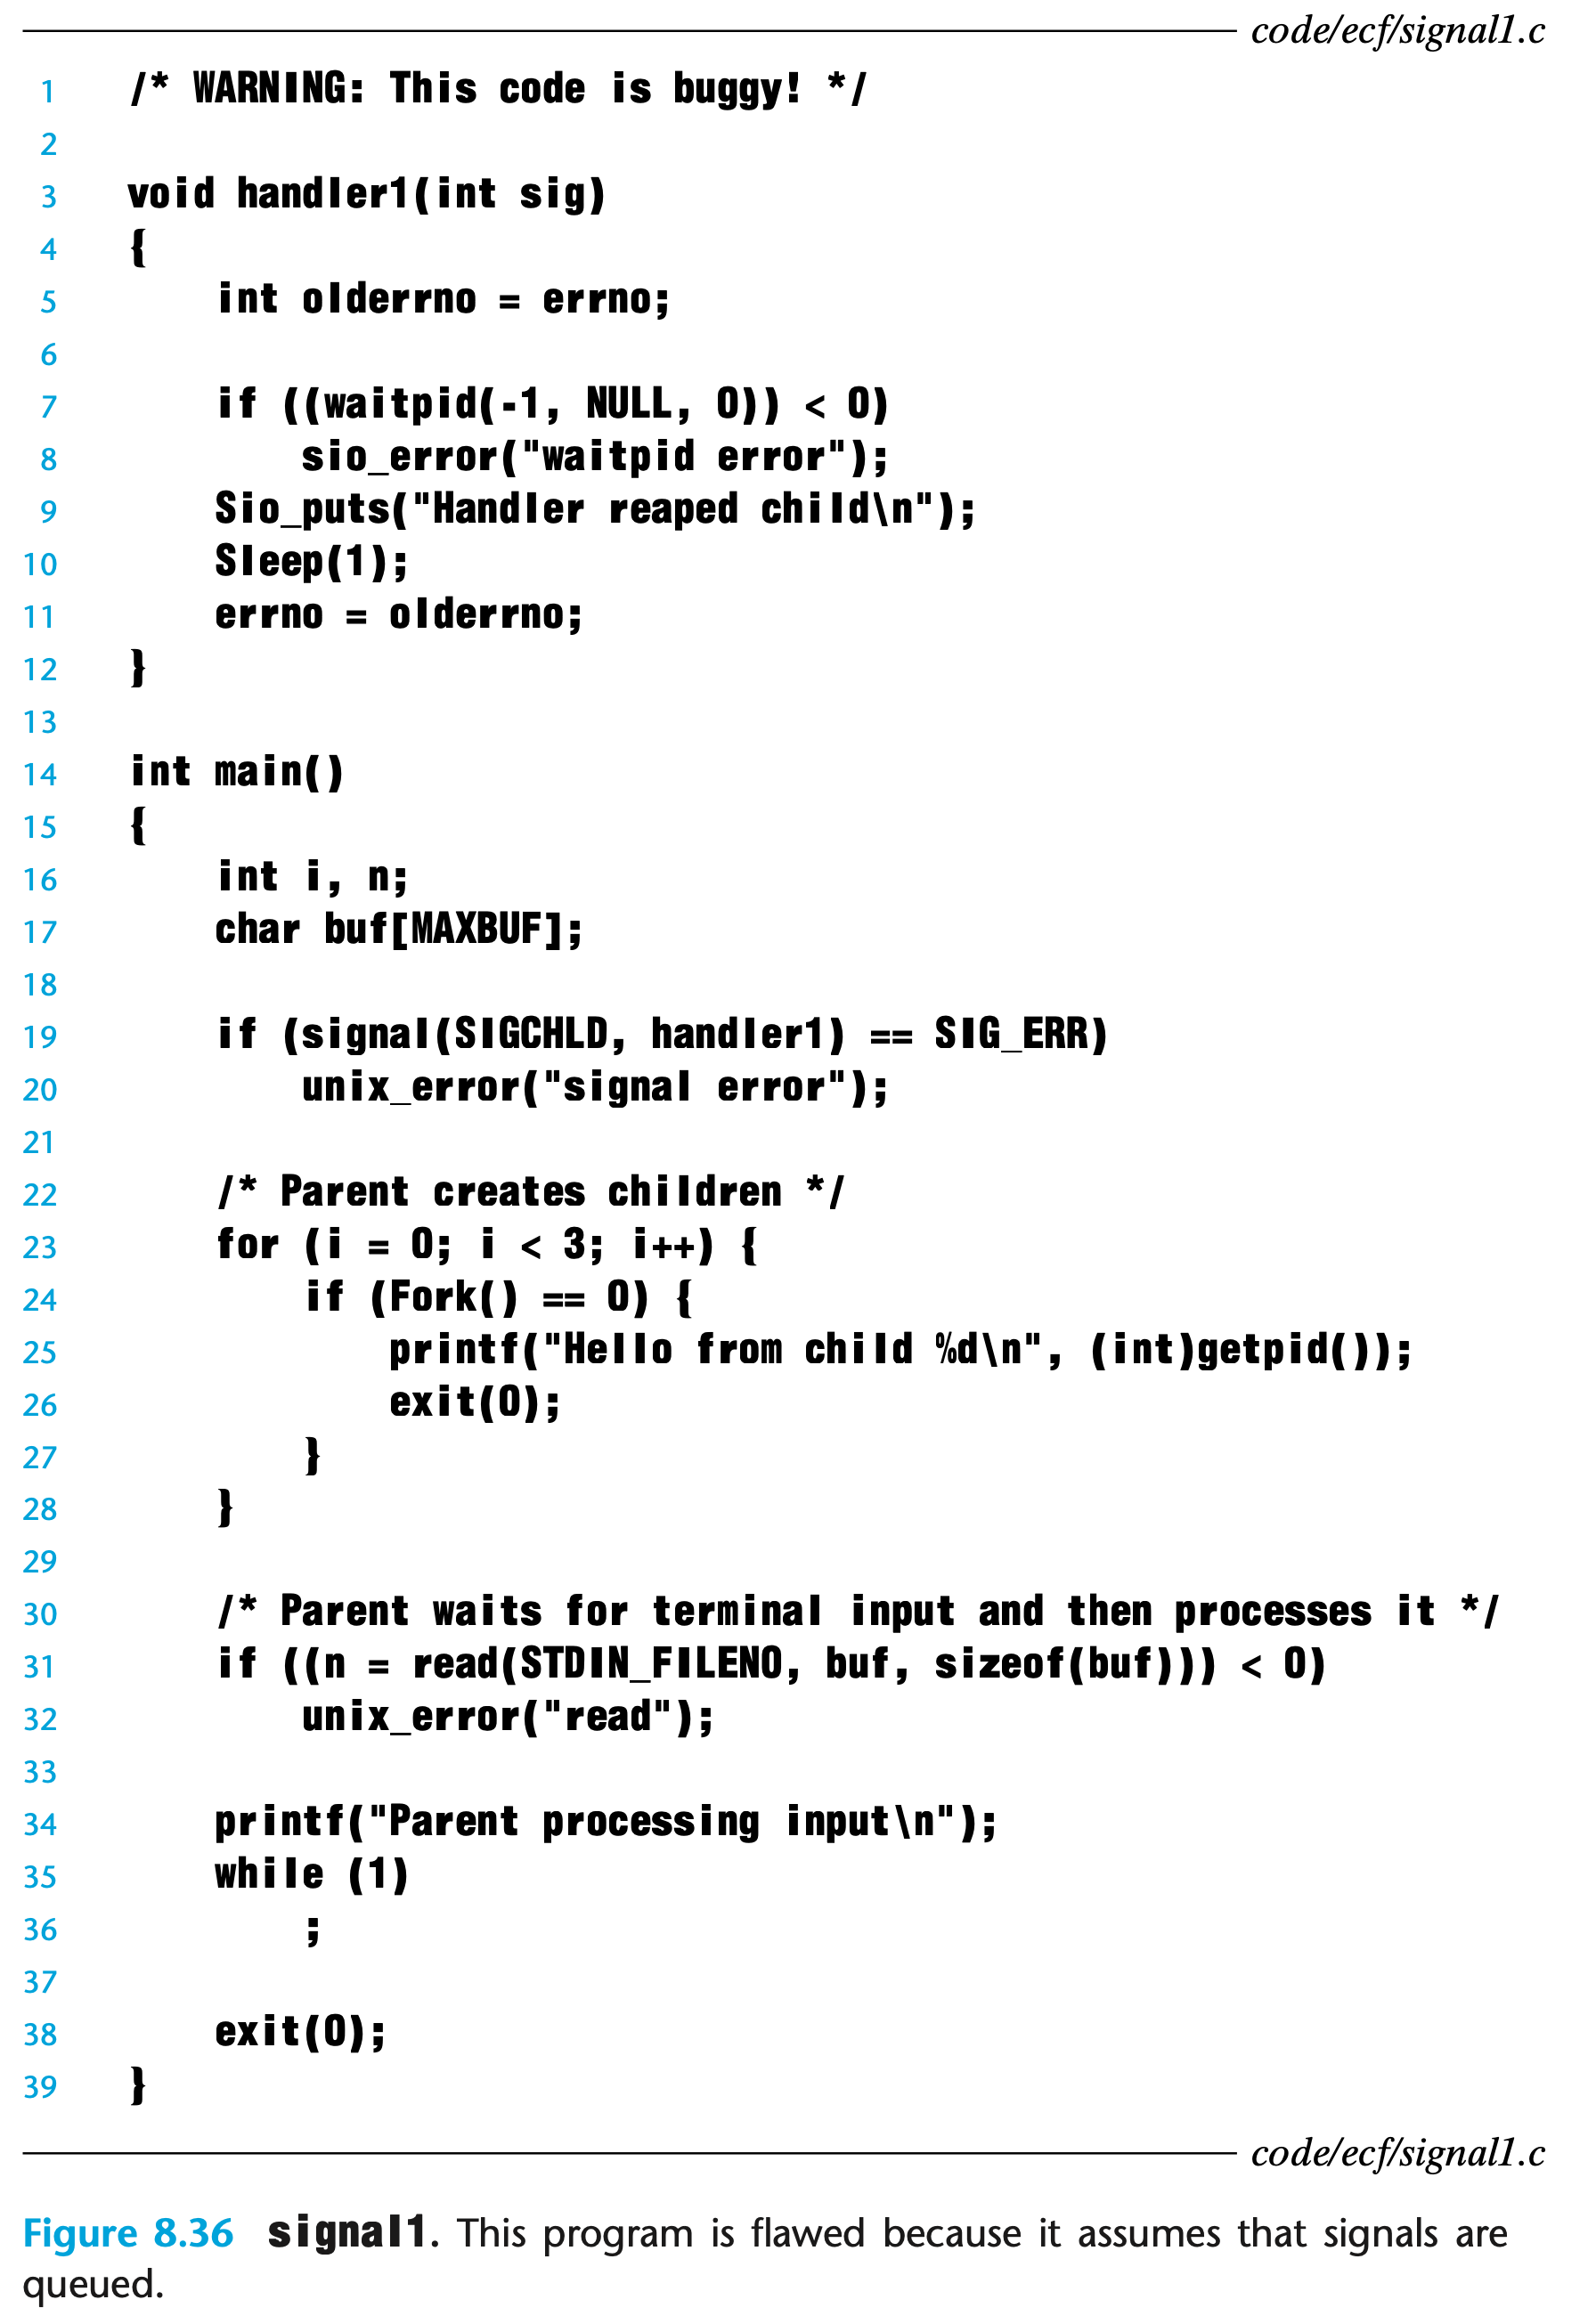 code/ecf/signal1.c
1 /* WARNING: This code is buggy! */
2
3 void handler1(int sig)
4 {
5     int olderrno = errno;
6
7     if ((waitpid(-1, NULL, 0)) < 0)
8         sio_error("waitpid error");
9     Sio_puts("Handler reaped child\n");
10     Sleep(1);
11     errno = olderrno;
12 }
13
14 int main()
15 {
16     int i, n;
17     char buf[MAXBUF];
18
19     if (signal(SIGCHLD, handler1) == SIG_ERR)
20         unix_error("signal error");
21
22     /* Parent creates children */
23     for (i = 0; i < 3; i++) {
24         if (Fork() == 0) {
25             printf("Hello from child %d\n", (int)getpid());
26             exit(0);
27         }
28     }
29
30     /* Parent waits for terminal input and then processes it */
31     if ((n = read(STDIN_FILENO, buf, sizeof(buf))) < 0)
32         unix_error("read");
33
34     printf("Parent processing input\n");
35     while (1)
36         ;
37
38     exit(0);
39 }
code/ecf/signal1.c
Figure 8.36 signal1. This program is flawed because it assumes that signals are
queued.